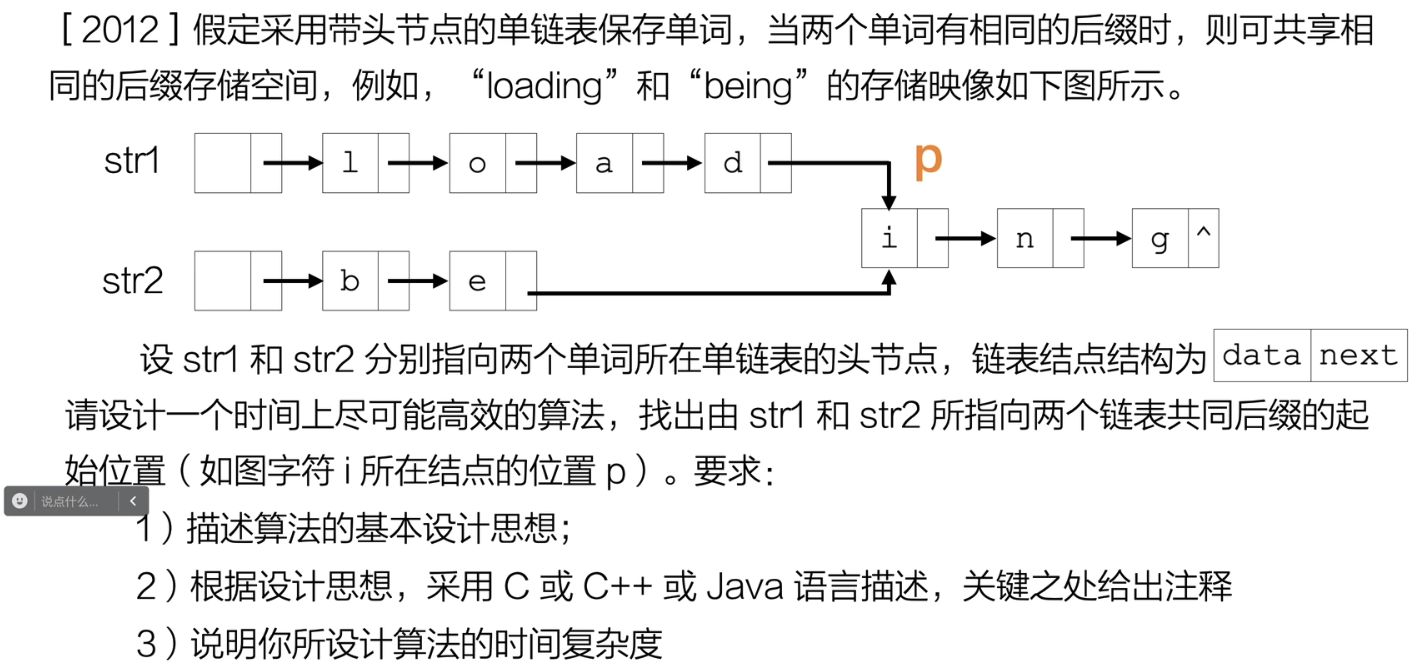 [ 2012 ] 假定采用带头节点的单链表保存单词，当两个单词有相同的后缀时，则可共享相
同的后缀存储空间，例如，“loading”和“being”的存储映像如下图所示。
str1 l o a d p
i n g ^
str2 b e
设 str1 和 str2 分别指向两个单词所在单链表的头节点，链表结点结构为 data next
请设计一个时间上尽可能高效的算法，找出由 str1 和 str2 所指向两个链表共同后缀的起
始位置（如图字符 i 所在结点的位置 p）。要求：
说点什么...
1）描述算法的基本设计思想；
2）根据设计思想，采用 C 或 C++ 或 Java 语言描述，关键之处给出注释
3）说明你所设计算法的时间复杂度